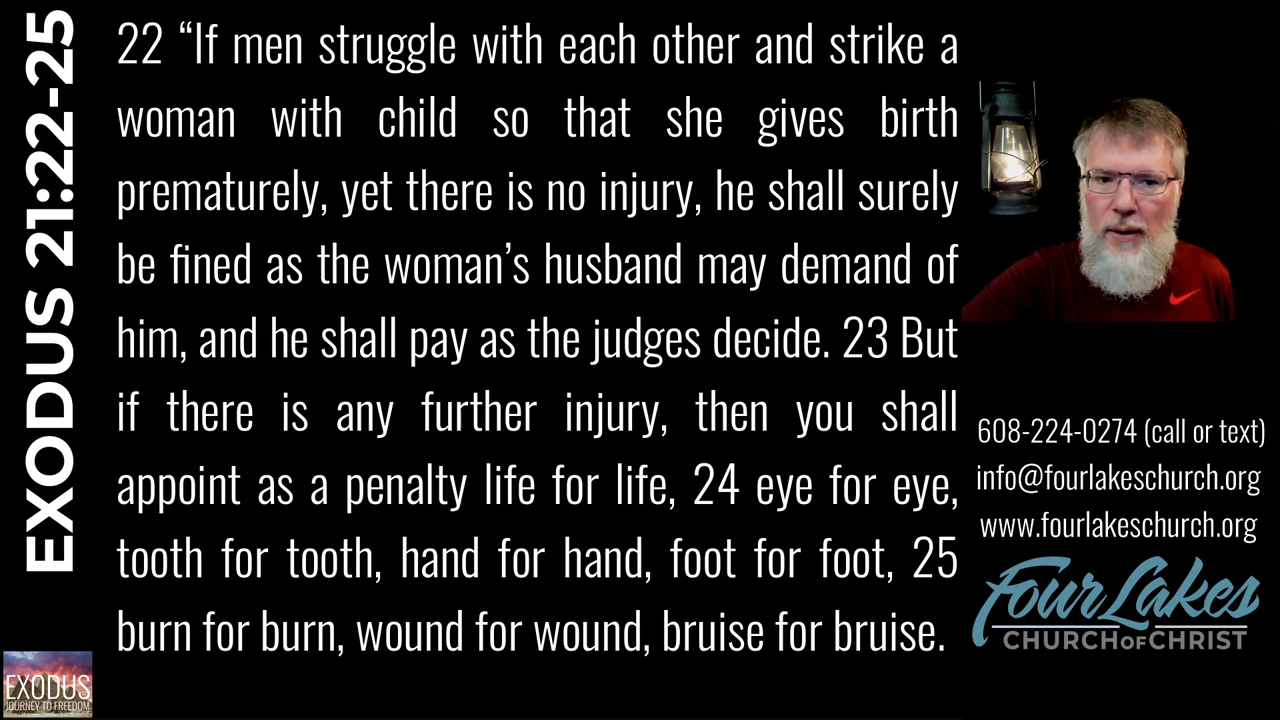 EXODUS 21:22-25
22 “If men struggle with each other and strike a
woman with child so that she gives birth
prematurely, yet there is no injury, he shall surely
be fined as the woman’s husband may demand of
him, and he shall pay as the judges decide. 23 But
if there is any further injury, then you shall
appoint as a penalty life for life, 24 eye for eye,
tooth for tooth, hand for hand, foot for foot, 25
burn for burn, wound for wound, bruise for bruise.
608-224-0274 (call or text)
info@fourlakeschurch.org
www.fourlakeschurch.org
Four Lakes
CHURCH OF CHRIST
EXODUS
JOURNEY TO FREEDOM